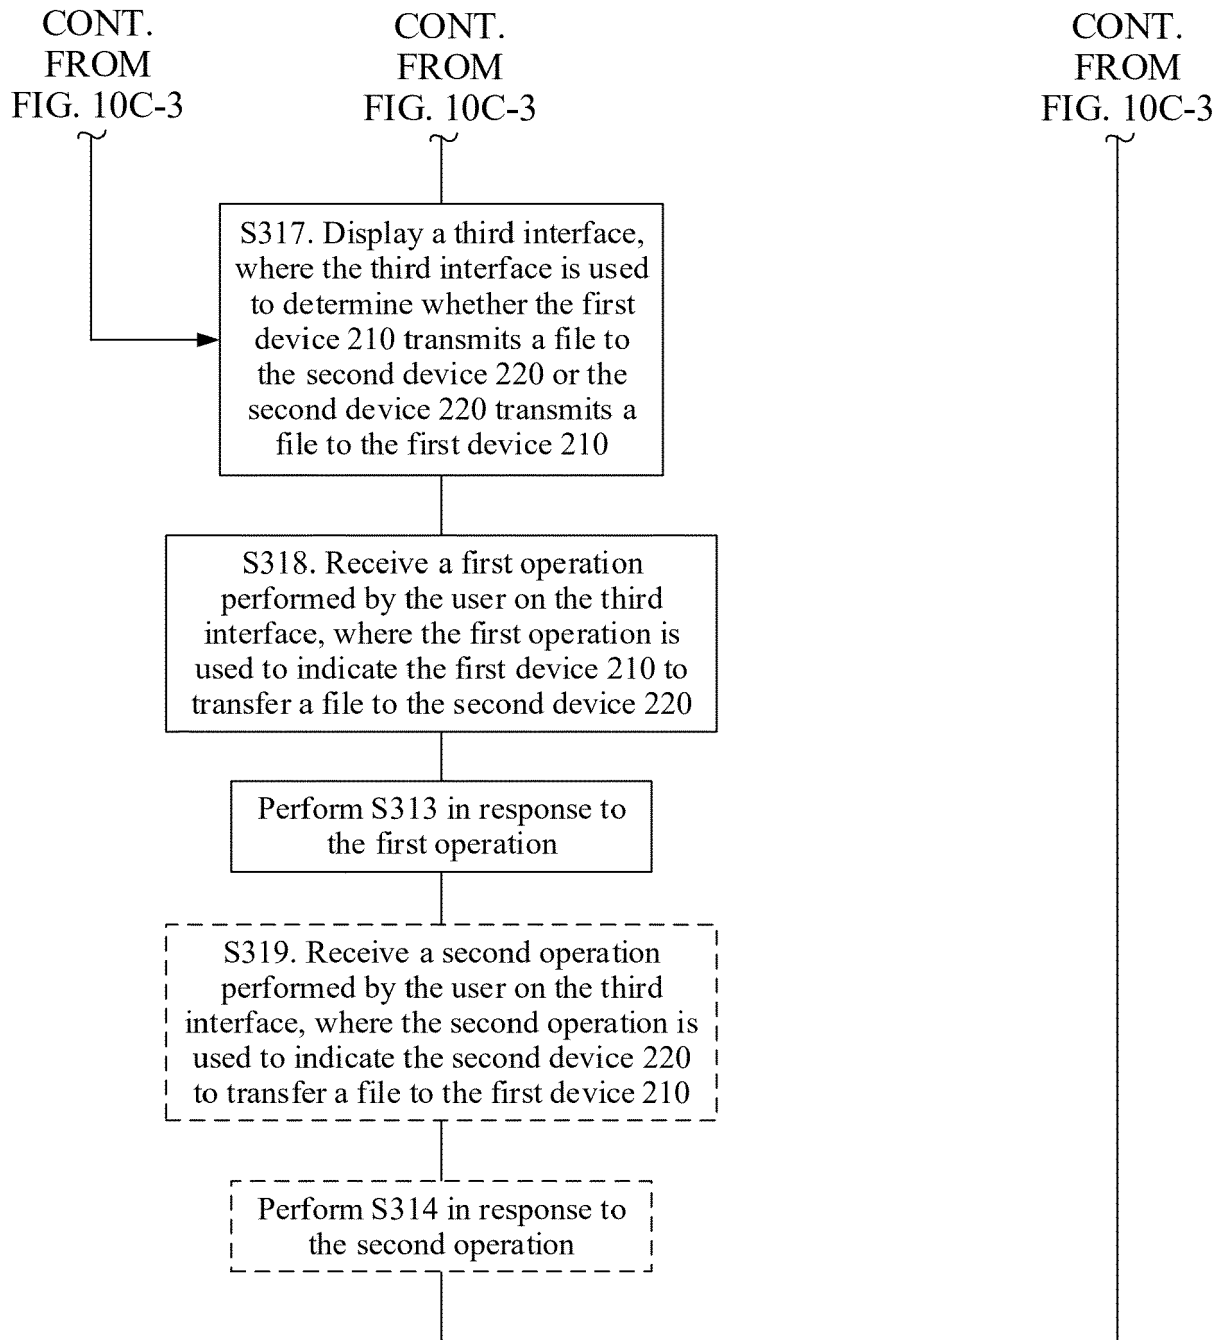 CONT.
FROM
FIG. 10C-3
CONT.
FROM
FIG. 10C-3
CONT.
FROM
FIG. 10C-3
S317. Display a third interface,
where the third interface is used
to determine whether the first
device 210 transmits a file to
the second device 220 or the
second device 220 transmits a
file to the first device 210
S318. Receive a first operation
performed by the user on the third
interface, where the first operation is
used to indicate the first device 210 to
transfer a file to the second device 220
Perform S313 in response to
the first operation
S319. Receive a second operation
performed by the user on the third
interface, where the second operation is
used to indicate the second device 220
to transfer a file to the first device 210
Perform S314 in response to
the second operation